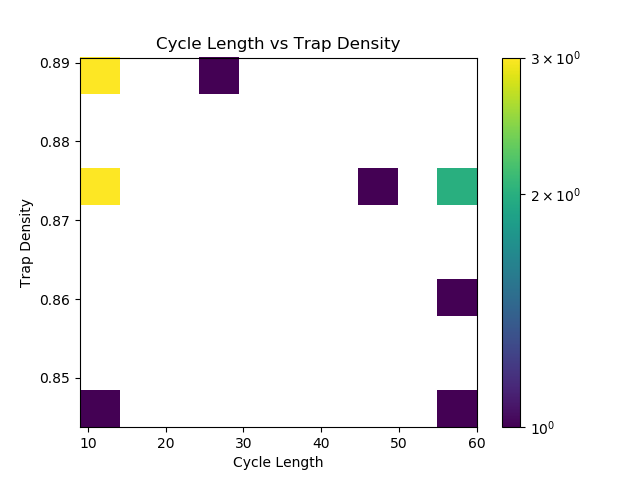 Cycle Length vs Trap Density
0.89
0.88
0.87
0.86
0.85
Trap Density
10 20 30 40 50 60
Cycle Length
3 × 10⁰
2 × 10⁰
10⁰